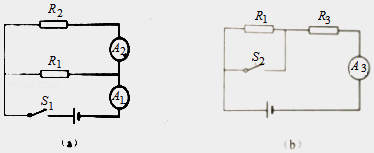 R₂
A₂
R₁
A₁
S₁
(a)
R₁ R₃
S₂
A₃
(b)